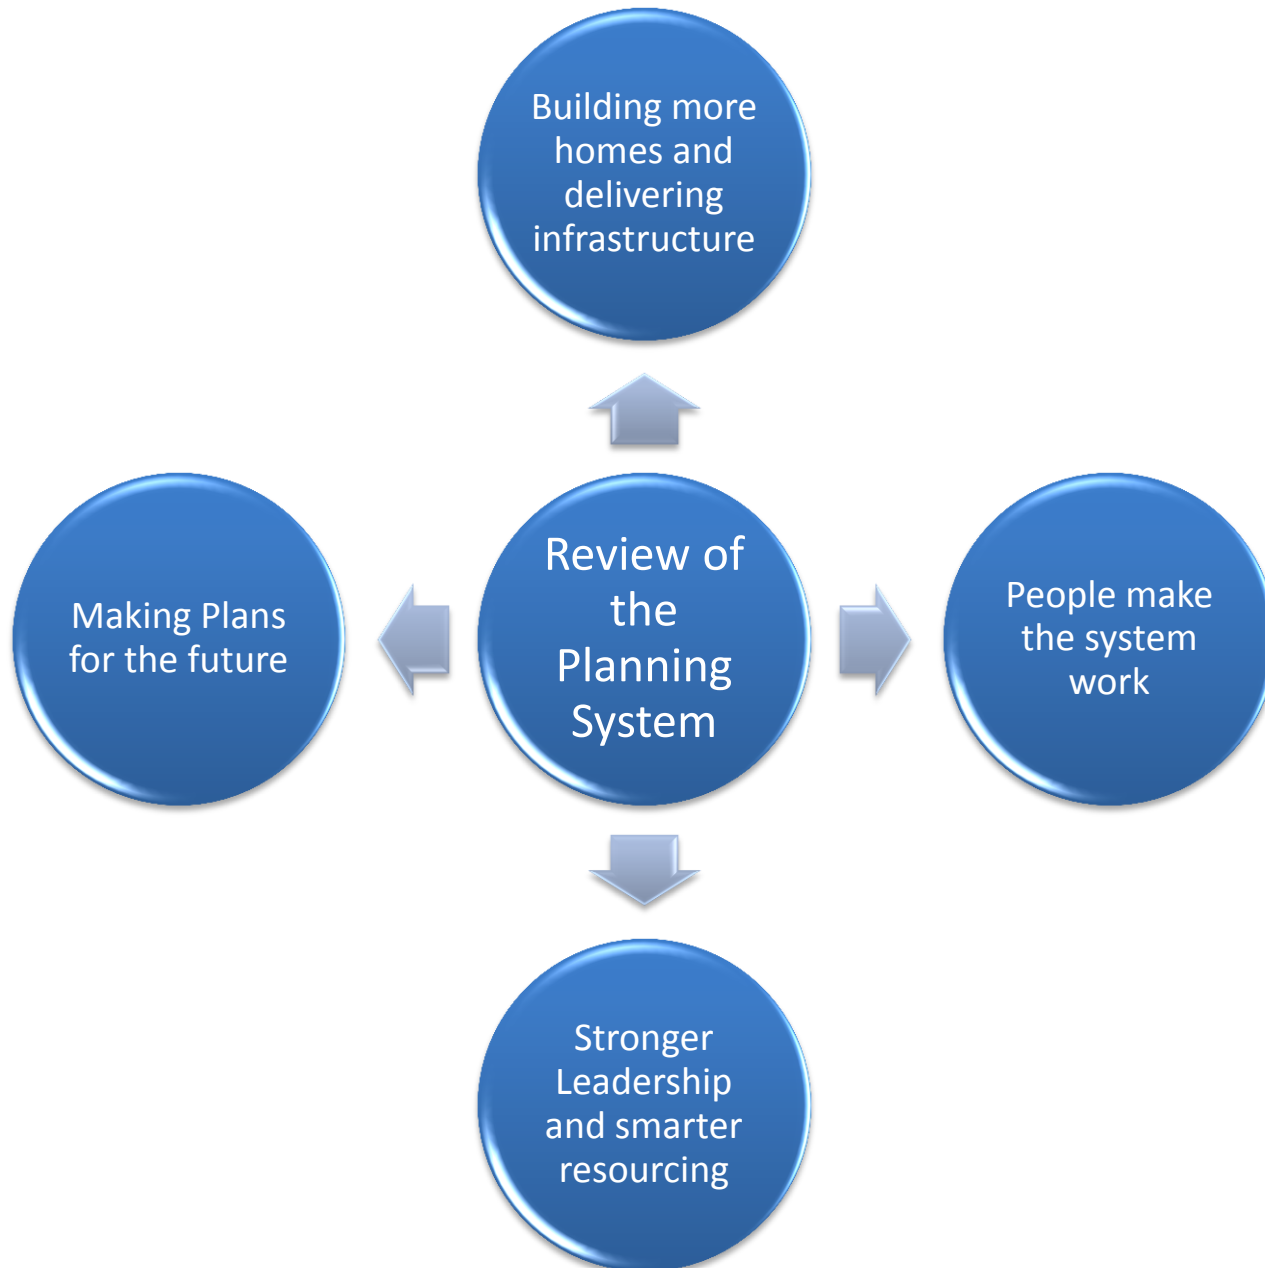 Building more
homes and
delivering
infrastructure
Making Plans
for the future
Review of
the
Planning
System
People make
the system
work
Stronger
Leadership
and smarter
resourcing